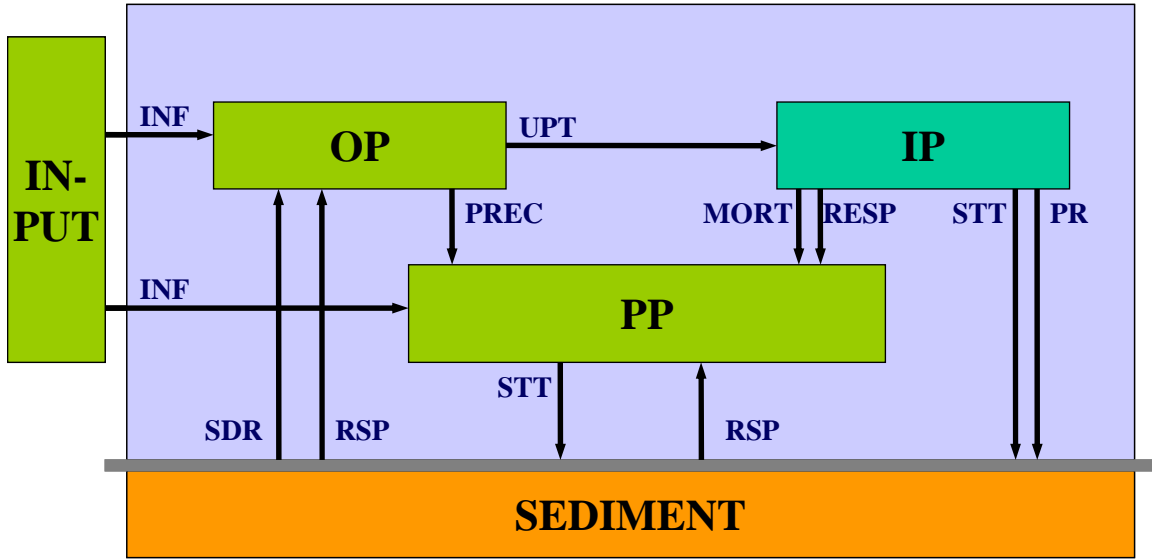 INF
OP
UPT
IP
IN-
PUT
PREC
MORT
RESP
STT
PR
INF
PP
STT
SDR
RSP
RSP
SEDIMENT